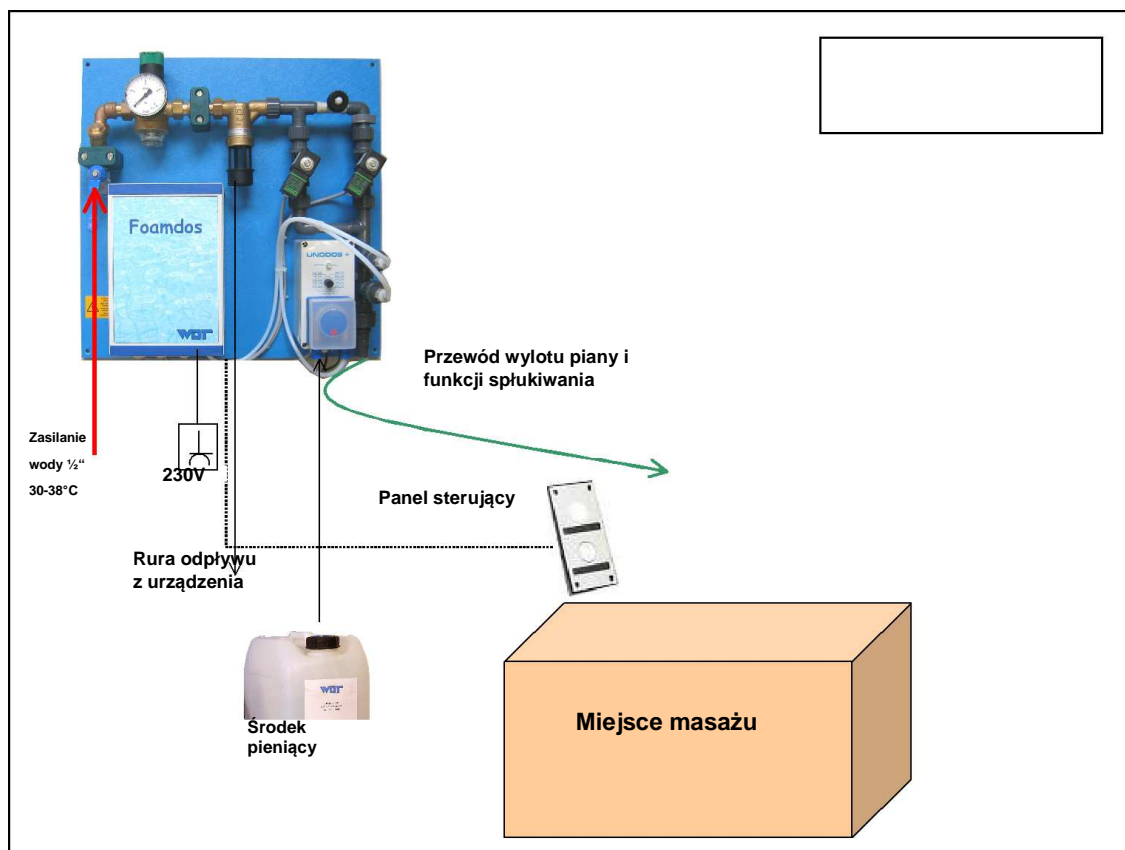 Foamdos
UNODOS +
WDT
Przewód wylotu piany i
funkcji spłukiwania
Zasilanie
wody ½“
30-38°C
230V
Panel sterujący
Rura odpływu
z urządzenia
WDT
Środek
pieniący
Miejsce masażu